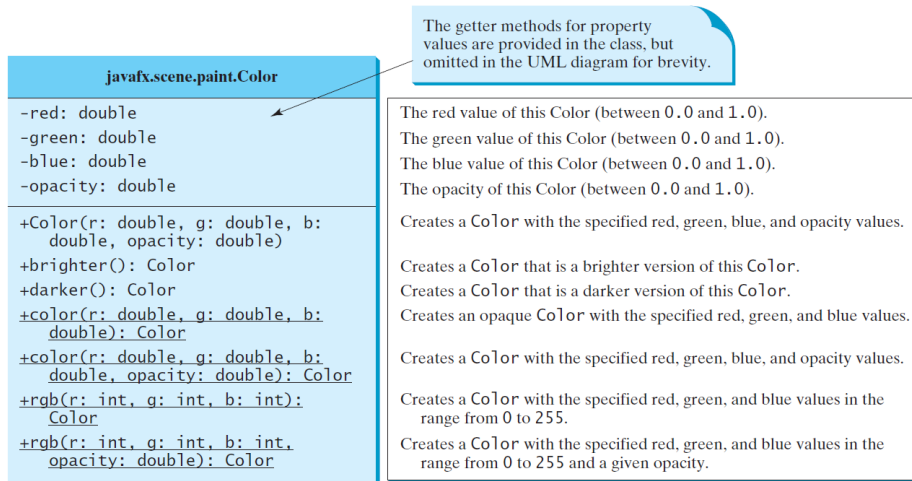 The getter methods for property
values are provided in the class, but
omitted in the UML diagram for brevity.
javafx.scene.paint.Color
-red: double
The red value of this Color (between 0.0 and 1.0).
-green: double
The green value of this Color (between 0.0 and 1.0).
-blue: double
The blue value of this Color (between 0.0 and 1.0).
-opacity: double
The opacity of this Color (between 0.0 and 1.0).
+Color(r: double, g: double, b:
double, opacity: double)
Creates a Color with the specified red, green, blue, and opacity values.
+brighter(): Color
Creates a Color that is a brighter version of this Color.
+darker(): Color
Creates a Color that is a darker version of this Color.
+color(r: double, g: double, b:
double): Color
Creates an opaque Color with the specified red, green, and blue values.
+color(r: double, g: double, b:
double, opacity: double): Color
Creates a Color with the specified red, green, blue, and opacity values.
+rgb(r: int, g: int, b: int):
Color
Creates a Color with the specified red, green, and blue values in the
range from 0 to 255.
+rgb(r: int, g: int, b: int,
opacity: double): Color
Creates a Color with the specified red, green, and blue values in the
range from 0 to 255 and a given opacity.